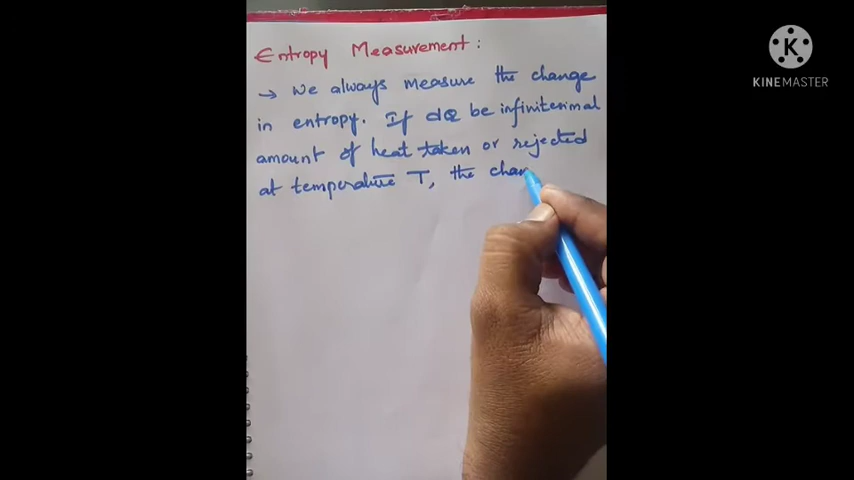 Entropy Measurement:
→ We always measure the change
in entropy. If dQ be infinitesimal
amount of heat taken or rejected
at temperature T, the chan
K
KINEMASTER